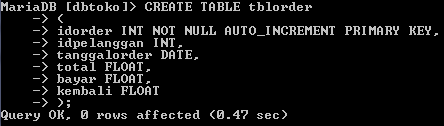 MariaDB [dbtoko]> CREATE TABLE tblorder
-> (
-> idorder INT NOT NULL AUTO_INCREMENT PRIMARY KEY,
-> idpelanggan INT,
-> tanggalorder DATE,
-> total FLOAT,
-> bayar FLOAT,
-> kembali FLOAT
-> );
Query OK, 0 rows affected (0.47 sec)